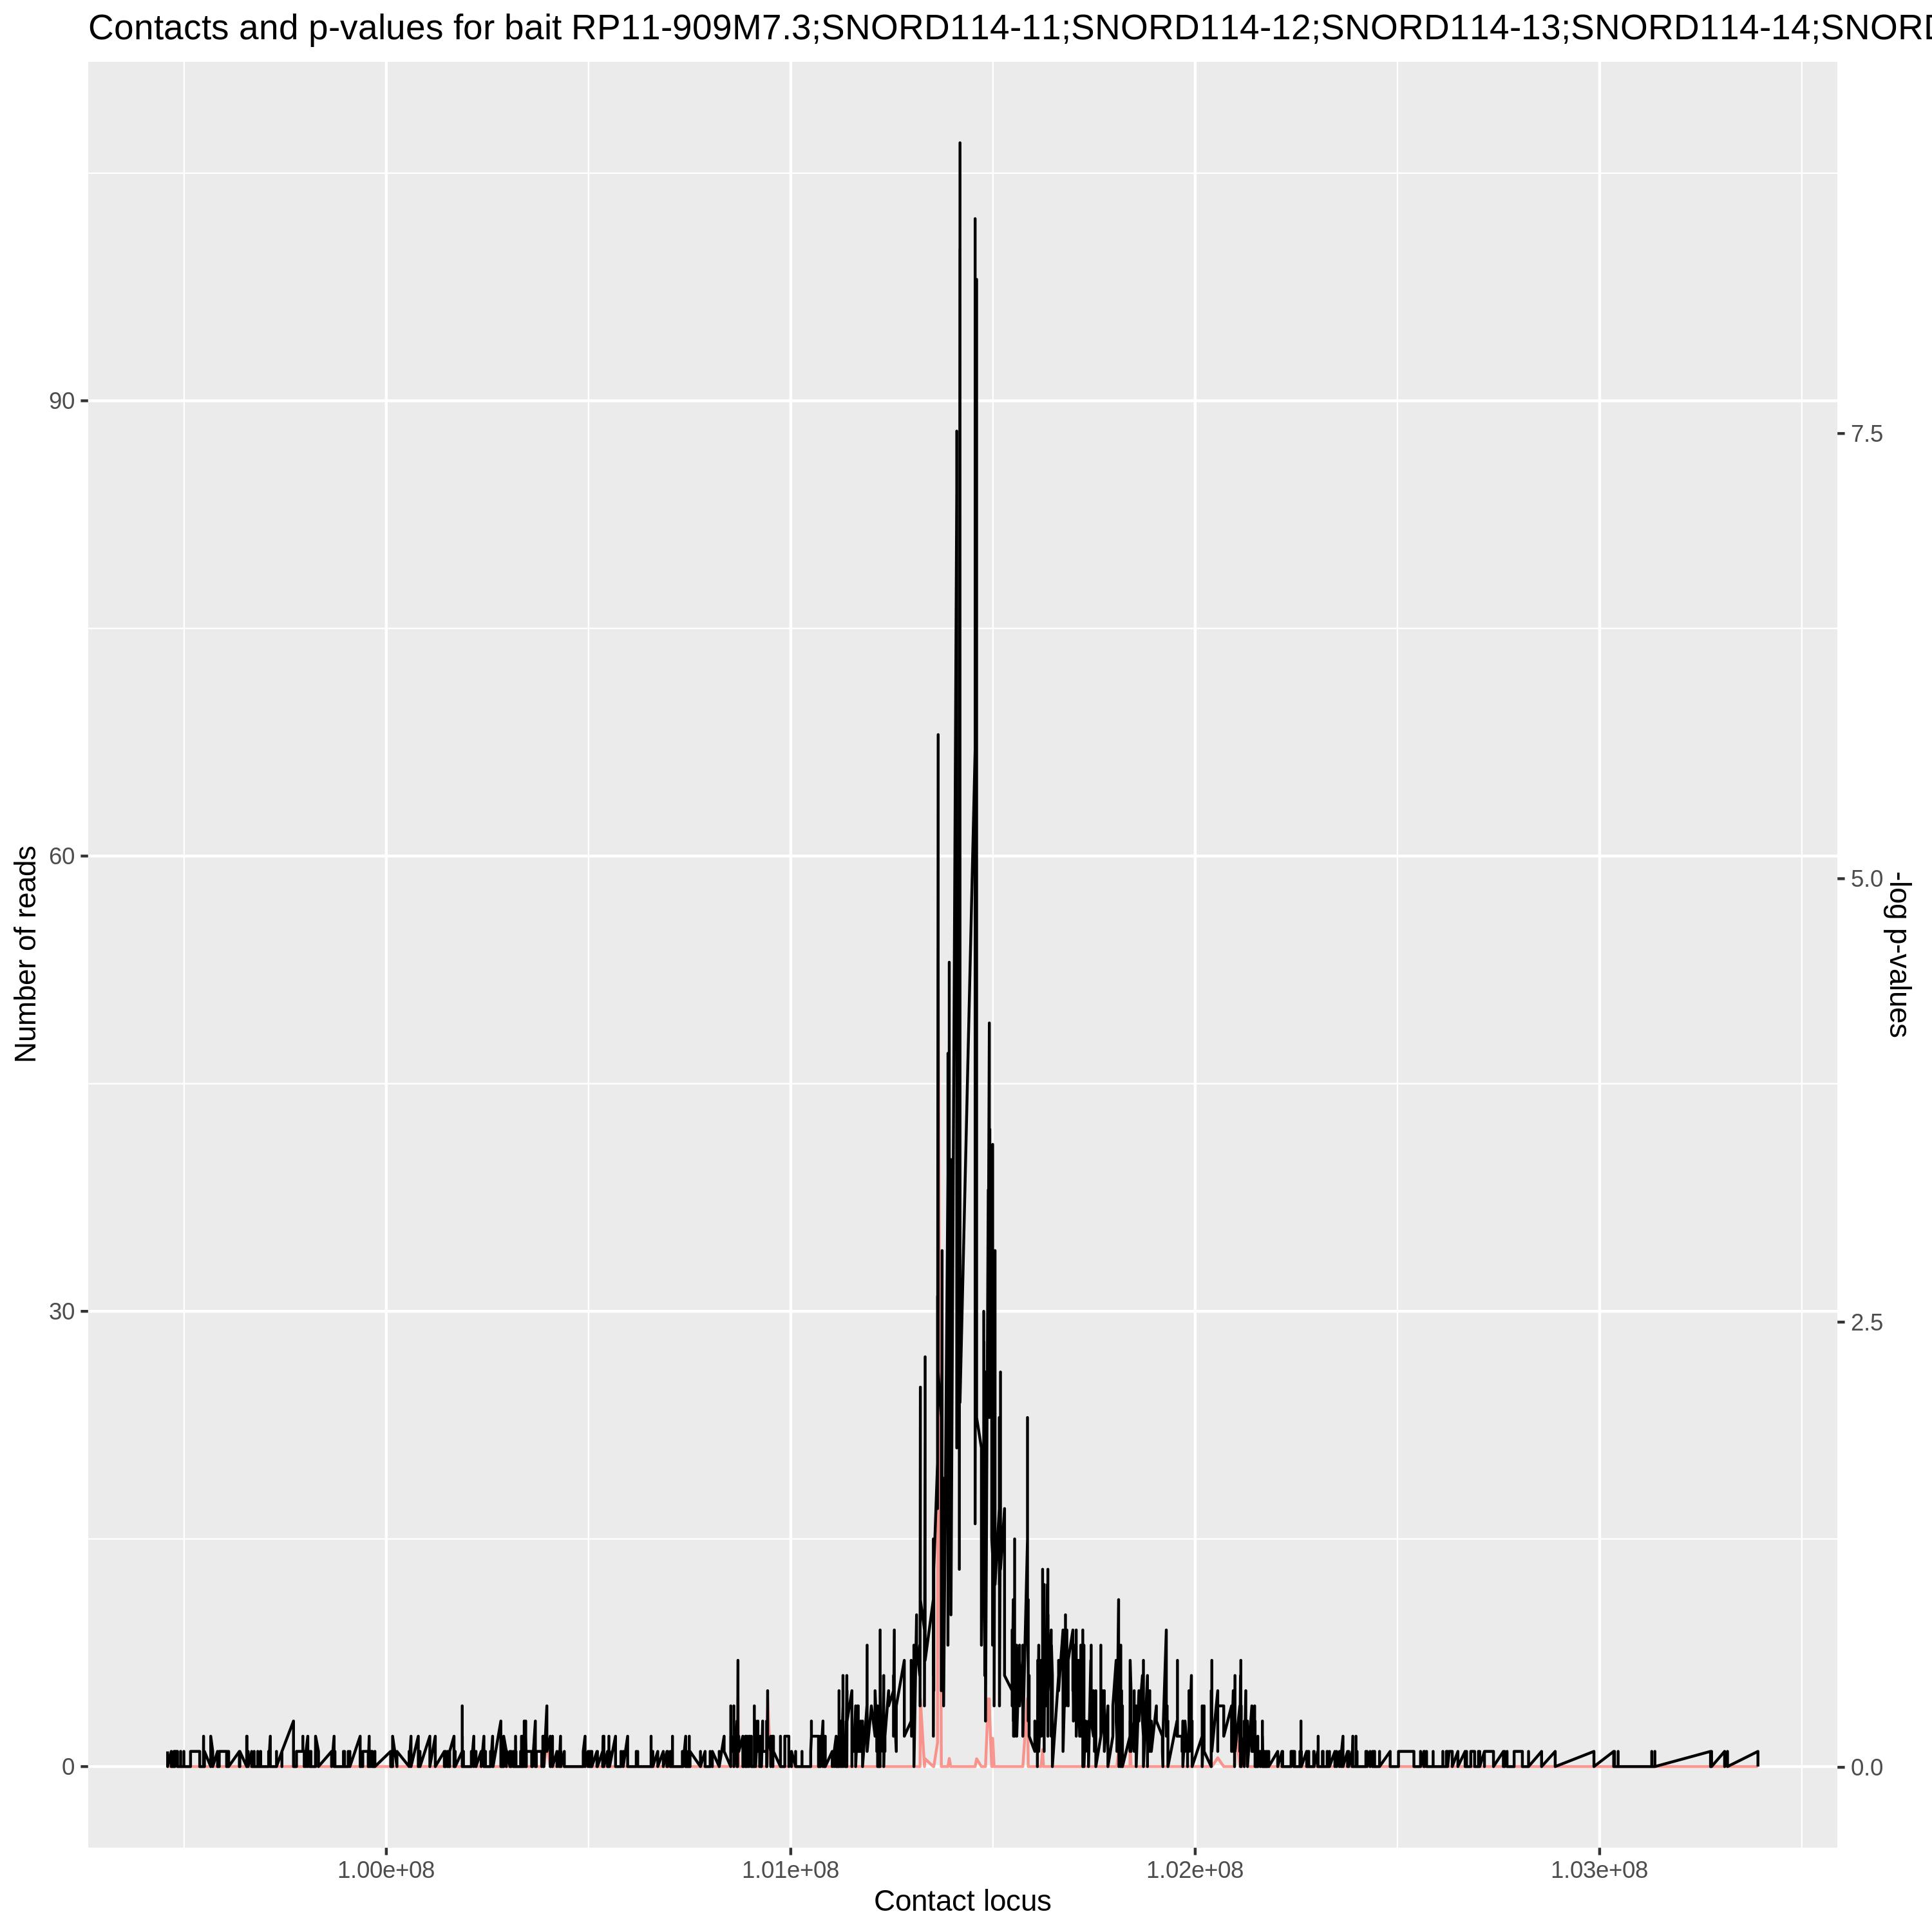 Contacts and p-values for bait RP11-909M7.3;SNORD114-11;SNORD114-12;SNORD114-13;SNORD114-14;SNORD
90
60
30
0
Number of reads
7.5
5.0
2.5
0.0
-log p-values
1.00e+08
1.01e+08
1.02e+08
1.03e+08
Contact locus